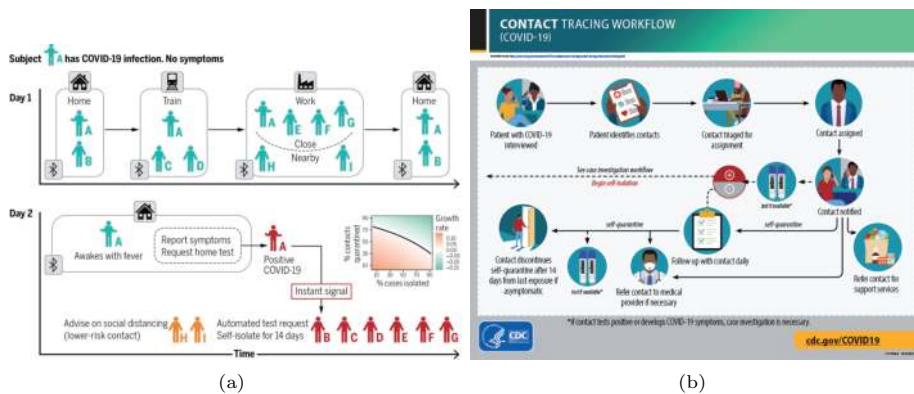 Subject A has COVID-19 infection. No symptoms
Day 1
Home
Train
Work
Home
A
A
A
E
F
G
A
B
C
D
Close
Nearby
H
I
B
Day 2
A
Awakes with fever
Report symptoms
Request home test
A
Positive
COVID-19
Instant signal
% contacts
quarantined
Growth
rate
% cases isolated
Advise on social distancing
(lower-risk contact)
H
I
Automated test request
Self-isolate for 14 days
B
C
D
E
F
G
Time
(a)
CONTACT TRACING WORKFLOW
(COVID-19)
Patient with COVID-19
interviewed
Patient identifies contacts
Contact triaged for
assignment
Contact assigned
See case investigation workflow
Begin self-isolation
test if available*
Contact notified
self-quarantine
self-quarantine
Contact discontinues
self-quarantine after 14
days from last exposure if
asymptomatic
test if available*
Follow up with contact daily
Refer contact to medical
provider if necessary
Refer contact for
support services
*If contact tests positive or develops COVID-19 symptoms, case investigation is necessary.
CDC
cdc.gov/COVID19
(b)